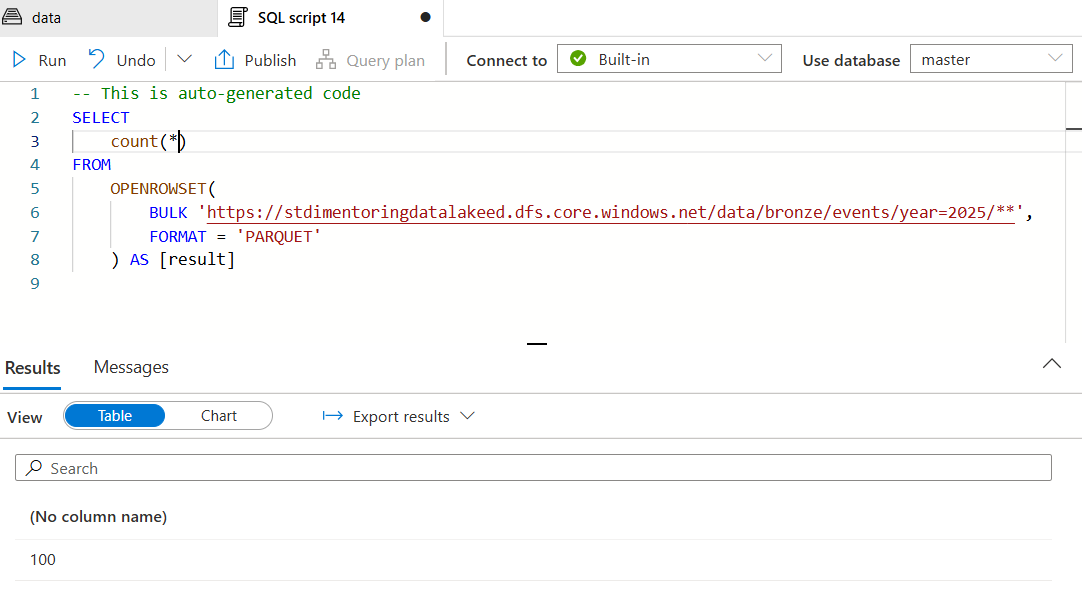 data
SQL script 14
Run Undo Publish Query plan Connect to Built-in Use database master
1 -- This is auto-generated code
2 SELECT
3 count(*)
4 FROM
5 OPENROWSET(
6 BULK 'https://stdimentoringdatalakeed.dfs.core.windows.net/data/bronze/events/year=2025/**',
7 FORMAT = 'PARQUET'
8 ) AS [result]
9
Results Messages
View Table Chart Export results
Search
(No column name)
100